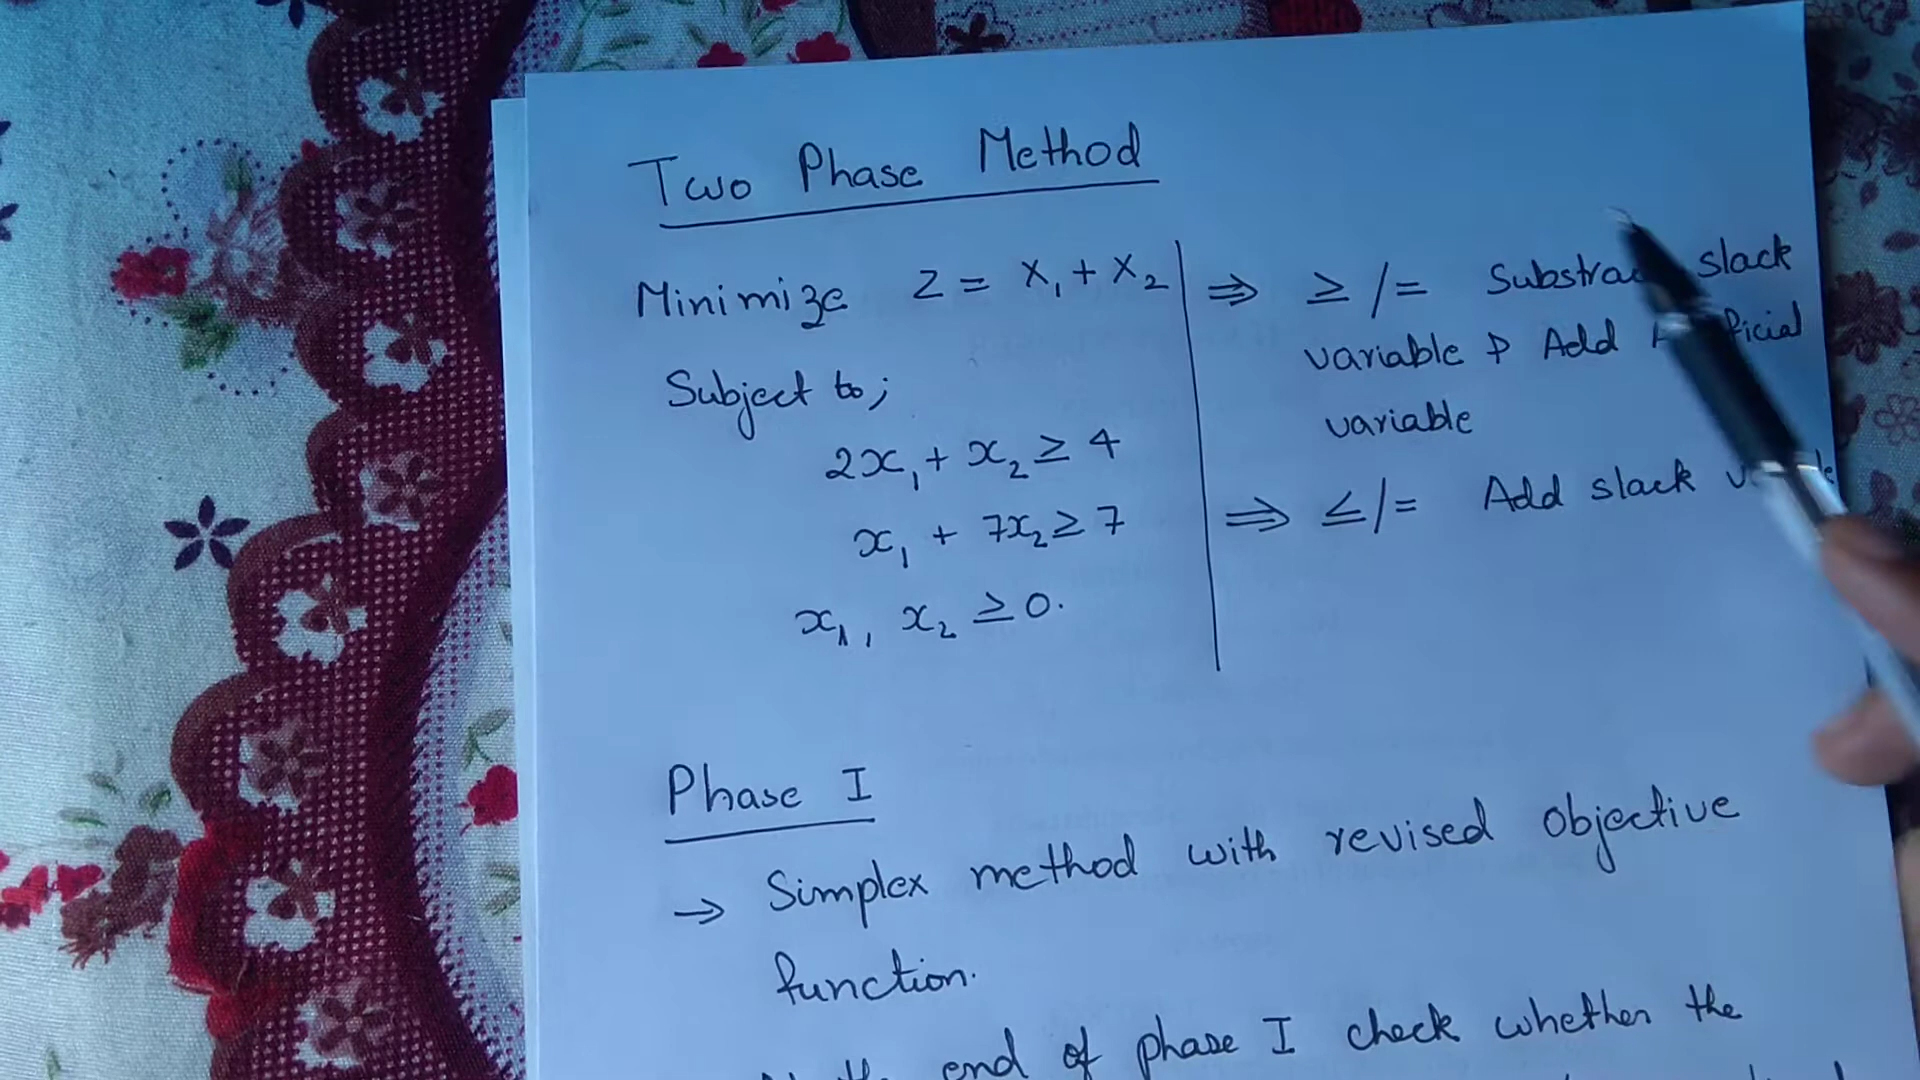 Two Phase Method
Minimize Z = X₁ + X₂
Subject to;
2x₁ + x₂ ≥ 4
x₁ + 7x₂ ≥ 7
x₁, x₂ ≥ 0.
⇒ ≥ / = slack
variable & Add
variable
⇒ ≤ / = Add slack
Phase I
→ Simplex method with revised objective
function.
end of phase I check whether the